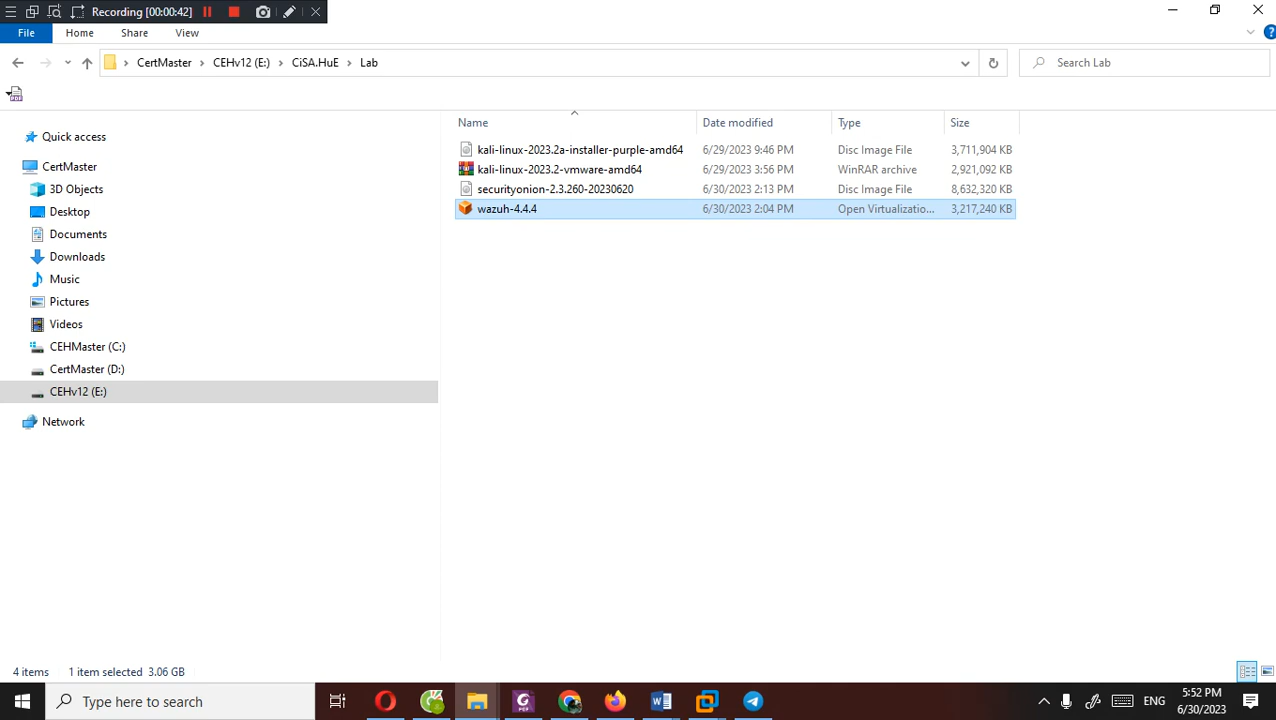 Recording [00:00:42]
File Home Share View
CertMaster CEHv12 (E:) CiSA.HuE Lab Search Lab
PDF
Name Date modified Type Size
kali-linux-2023.2a-installer-purple-amd64 6/29/2023 9:46 PM Disc Image File 3,711,904 KB
kali-linux-2023.2-vmware-amd64 6/29/2023 3:56 PM WinRAR archive 2,921,092 KB
securityonion-2.3.260-20230620 6/30/2023 2:13 PM Disc Image File 8,632,320 KB
wazuh-4.4.4 6/30/2023 2:04 PM Open Virtualizatio... 3,217,240 KB
Quick access
CertMaster
3D Objects
Desktop
Documents
Downloads
Music
Pictures
Videos
CEHMaster (C:)
CertMaster (D:)
CEHv12 (E:)
Network
4 items 1 item selected 3.06 GB
Type here to search
ENG
5:52 PM
6/30/2023